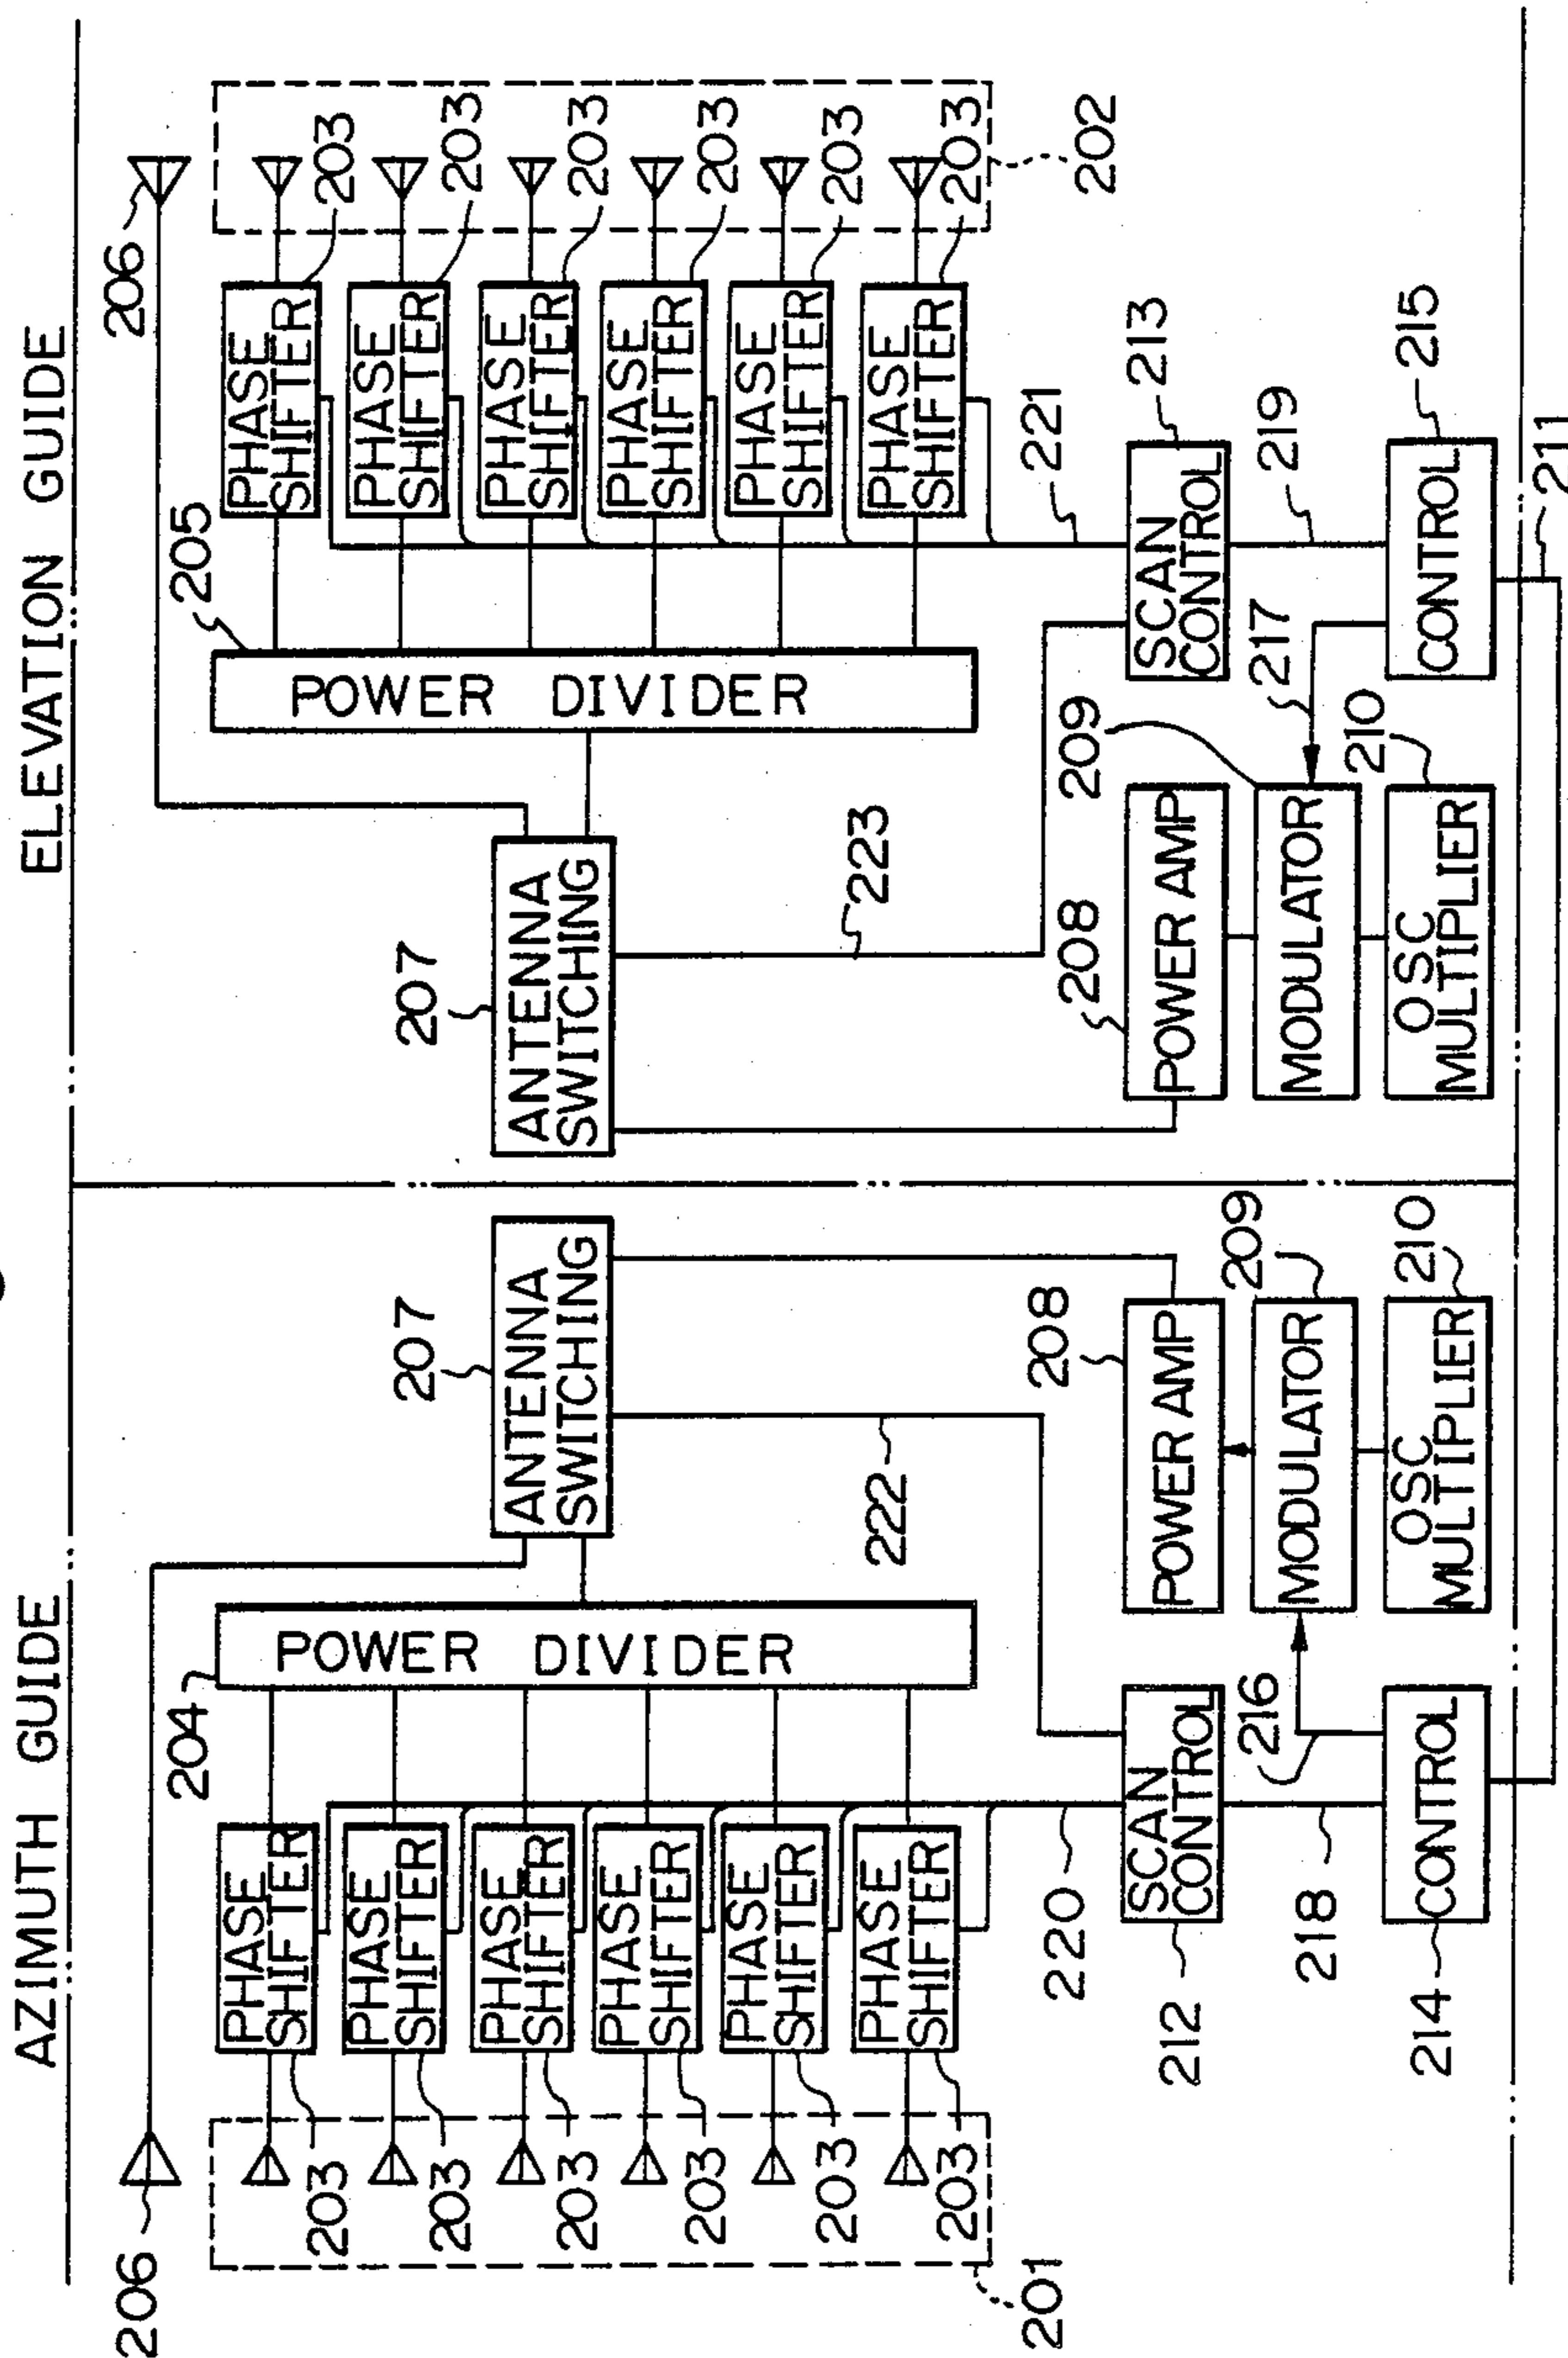 AZIMUTH GUIDE
ELEVATION GUIDE
206
206
204
205
207
207
PHASE
SHIFTER
PHASE
SHIFTER
PHASE
SHIFTER
PHASE
SHIFTER
PHASE
SHIFTER
PHASE
SHIFTER
203
203
203
203
203
203
201
POWER DIVIDER
ANTENNA
SWITCHING
ANTENNA
SWITCHING
POWER DIVIDER
PHASE
SHIFTER
PHASE
SHIFTER
PHASE
SHIFTER
PHASE
SHIFTER
PHASE
SHIFTER
PHASE
SHIFTER
203
203
203
203
203
203
202
222
223
220
208
208
209
221
212
SCAN
CONTROL
POWER AMP
POWER AMP
SCAN
CONTROL
213
218
216
209
217
219
MODULATOR
MODULATOR
214
CONTROL
OSC
MULTIPLIER
210
OSC
MULTIPLIER
210
CONTROL
215
211